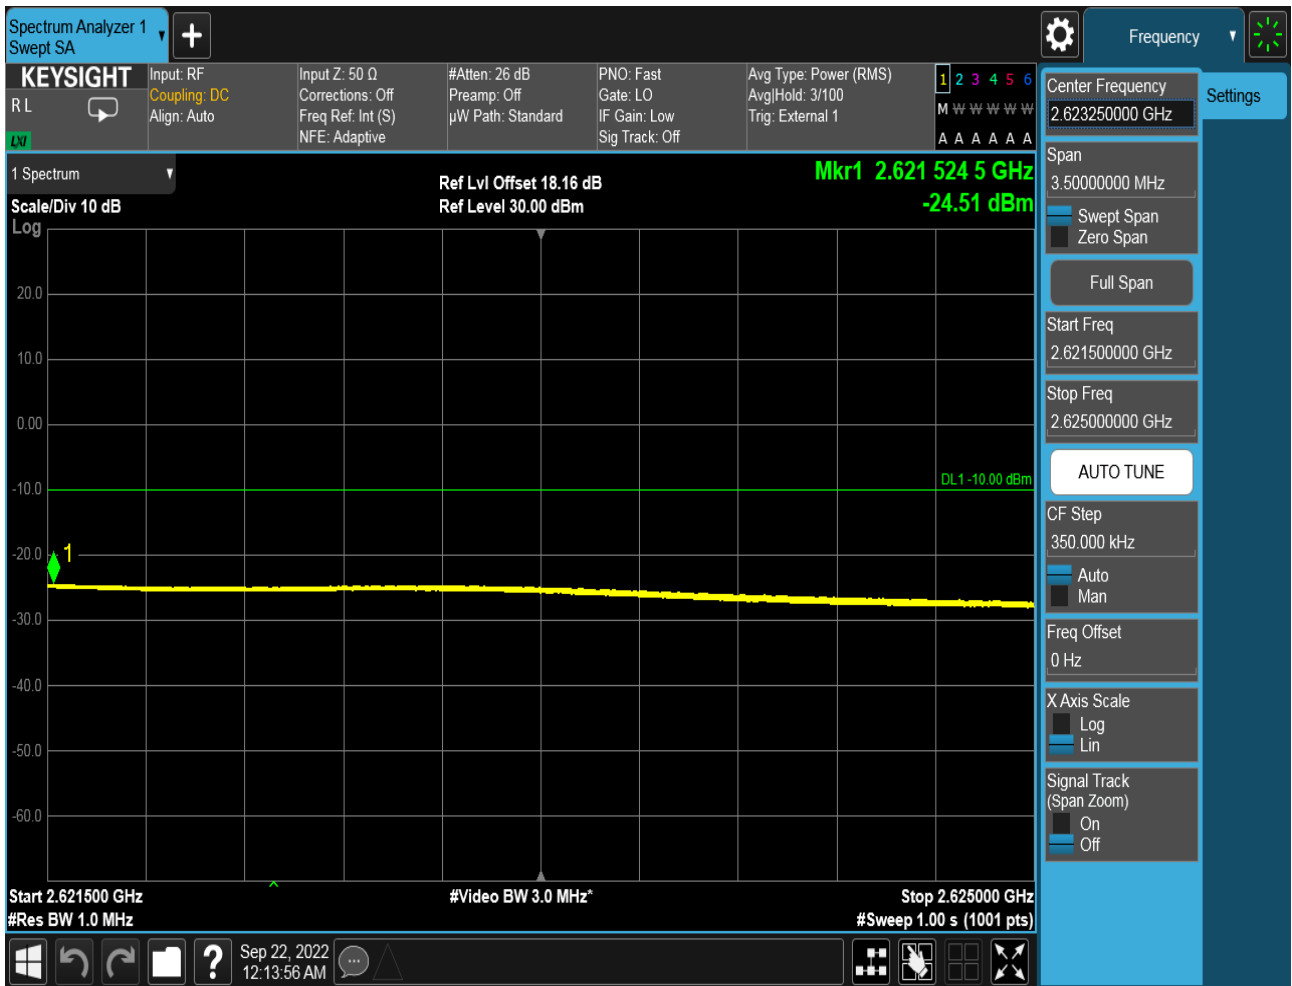 Spectrum Analyzer 1
Swept SA
Frequency
KEYSIGHT
R L
LXI
Input: RF
Coupling: DC
Align: Auto
Input Z: 50 Ω
Corrections: Off
Freq Ref: Int (S)
NFE: Adaptive
#Atten: 26 dB
Preamp: Off
µW Path: Standard
PNO: Fast
Gate: LO
IF Gain: Low
Sig Track: Off
Avg Type: Power (RMS)
Avg|Hold: 3/100
Trig: External 1
1 2 3 4 5 6
M W W W W W
A A A A A A
1 Spectrum
Scale/Div 10 dB
Log
Ref Lvl Offset 18.16 dB
Ref Level 30.00 dBm
Mkr1 2.621 524 5 GHz
-24.51 dBm
20.0
10.0
0.00
-10.0
DL1 -10.00 dBm
-20.0
1
-30.0
-40.0
-50.0
-60.0
Start 2.621500 GHz
#Res BW 1.0 MHz
#Video BW 3.0 MHz*
Stop 2.625000 GHz
#Sweep 1.00 s (1001 pts)
?
Sep 22, 2022
12:13:56 AM
Center Frequency
2.623250000 GHz
Settings
Span
3.50000000 MHz
Swept Span
Zero Span
Full Span
Start Freq
2.621500000 GHz
Stop Freq
2.625000000 GHz
AUTO TUNE
CF Step
350.000 kHz
Auto
Man
Freq Offset
0 Hz
X Axis Scale
Log
Lin
Signal Track
(Span Zoom)
On
Off